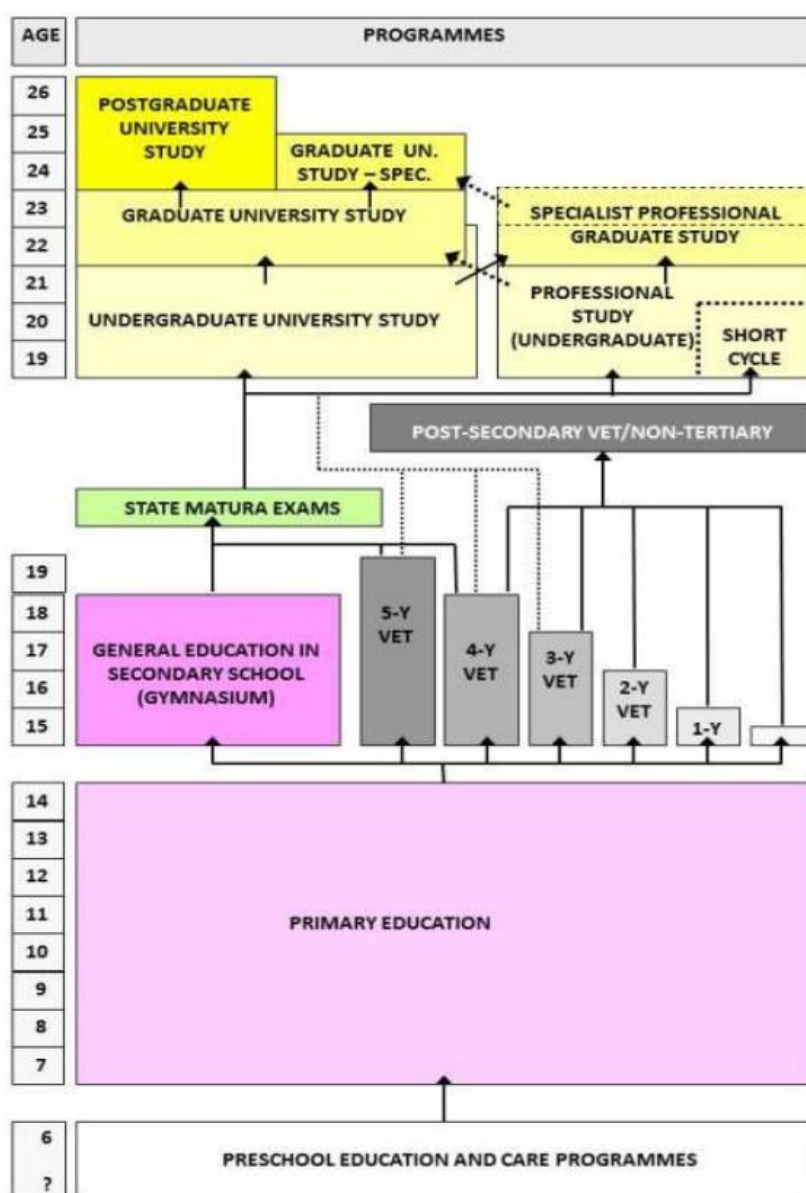 AGE
PROGRAMMES
26
25
24
23
22
21
20
19
POSTGRADUATE
UNIVERSITY
STUDY
GRADUATE UN.
STUDY – SPEC.
GRADUATE UNIVERSITY STUDY
SPECIALIST PROFESSIONAL
GRADUATE STUDY
UNDERGRADUATE UNIVERSITY STUDY
PROFESSIONAL
STUDY
(UNDERGRADUATE)
SHORT
CYCLE
POST-SECONDARY VET/NON-TERTIARY
STATE MATURA EXAMS
19
18
17
16
15
GENERAL EDUCATION IN
SECONDARY SCHOOL
(GYMNASIUM)
5-Y
VET
4-Y
VET
3-Y
VET
2-Y
VET
1-Y
14
13
12
11
10
9
8
7
PRIMARY EDUCATION
6
?
PRESCHOOL EDUCATION AND CARE PROGRAMMES